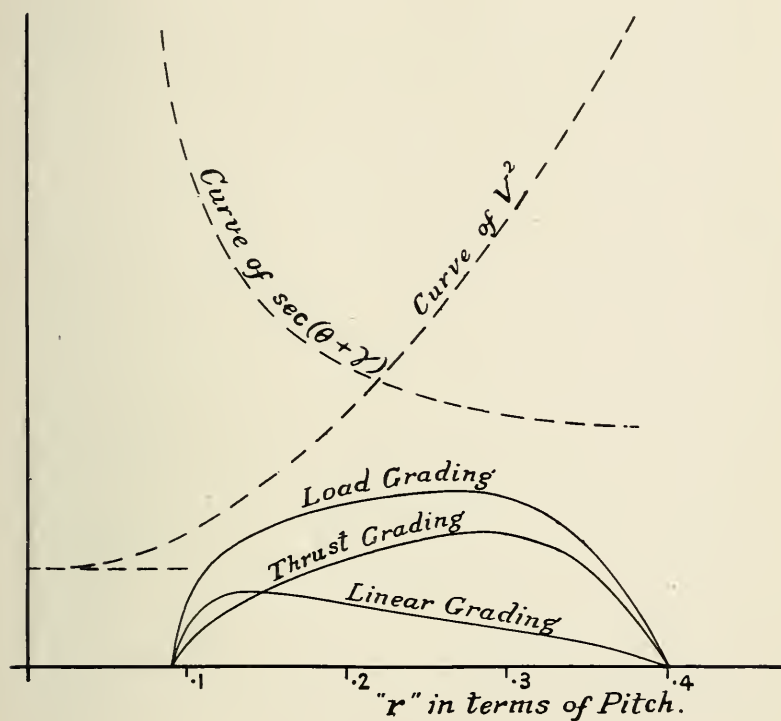 Curve of sec(θ+γ)
Curve of V²
Load Grading
Thrust Grading
Linear Grading
.1 .2 .3 .4
"r" in terms of Pitch.